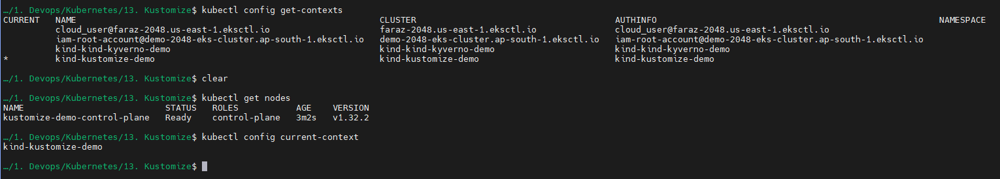 …/1. Devops/Kubernetes/13. Kustomize$ kubectl config get-contexts
CURRENT NAME CLUSTER AUTHINFO NAMESPACE
cloud_user@faraz-2048.us-east-1.eksctl.io faraz-2048.us-east-1.eksctl.io cloud_user@faraz-2048.us-east-1.eksctl.io
iam-root-account@demo-2048-eks-cluster.ap-south-1.eksctl.io demo-2048-eks-cluster.ap-south-1.eksctl.io iam-root-account@demo-2048-eks-cluster.ap-south-1.eksctl.io
kind-kind-kyverno-demo kind-kind-kyverno-demo kind-kind-kyverno-demo
* kind-kustomize-demo kind-kustomize-demo kind-kustomize-demo
…/1. Devops/Kubernetes/13. Kustomize$ clear
…/1. Devops/Kubernetes/13. Kustomize$ kubectl get nodes
NAME STATUS ROLES AGE VERSION
kustomize-demo-control-plane Ready control-plane 3m2s v1.32.2
…/1. Devops/Kubernetes/13. Kustomize$ kubectl config current-context
kind-kustomize-demo
…/1. Devops/Kubernetes/13. Kustomize$